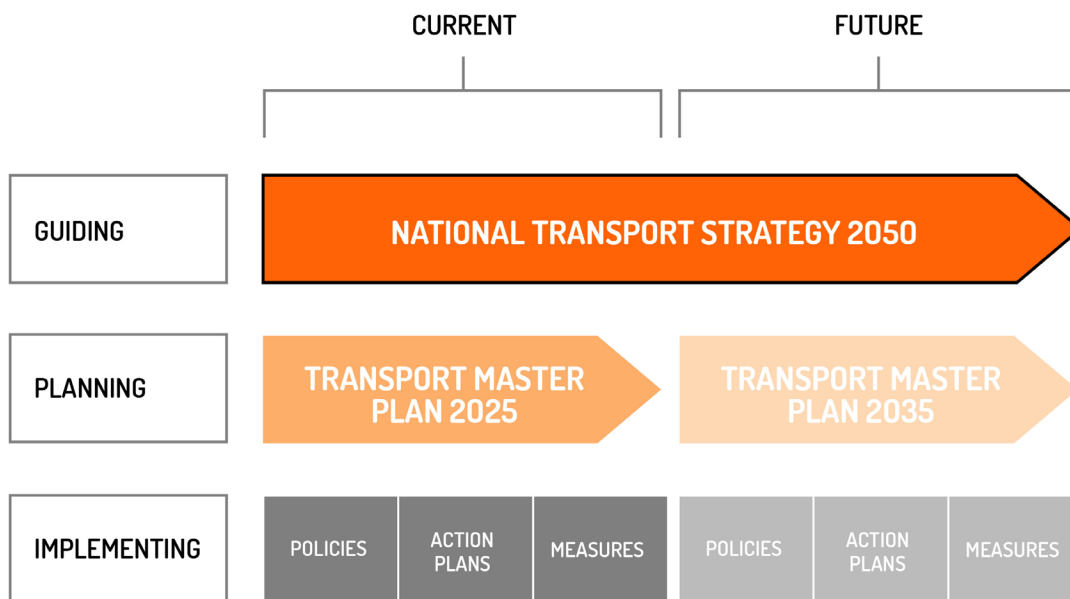 CURRENT
FUTURE
GUIDING
NATIONAL TRANSPORT STRATEGY 2050
PLANNING
TRANSPORT MASTER
PLAN 2025
TRANSPORT MASTER
PLAN 2035
IMPLEMENTING
POLICIES
ACTION
PLANS
MEASURES
POLICIES
ACTION
PLANS
MEASURES